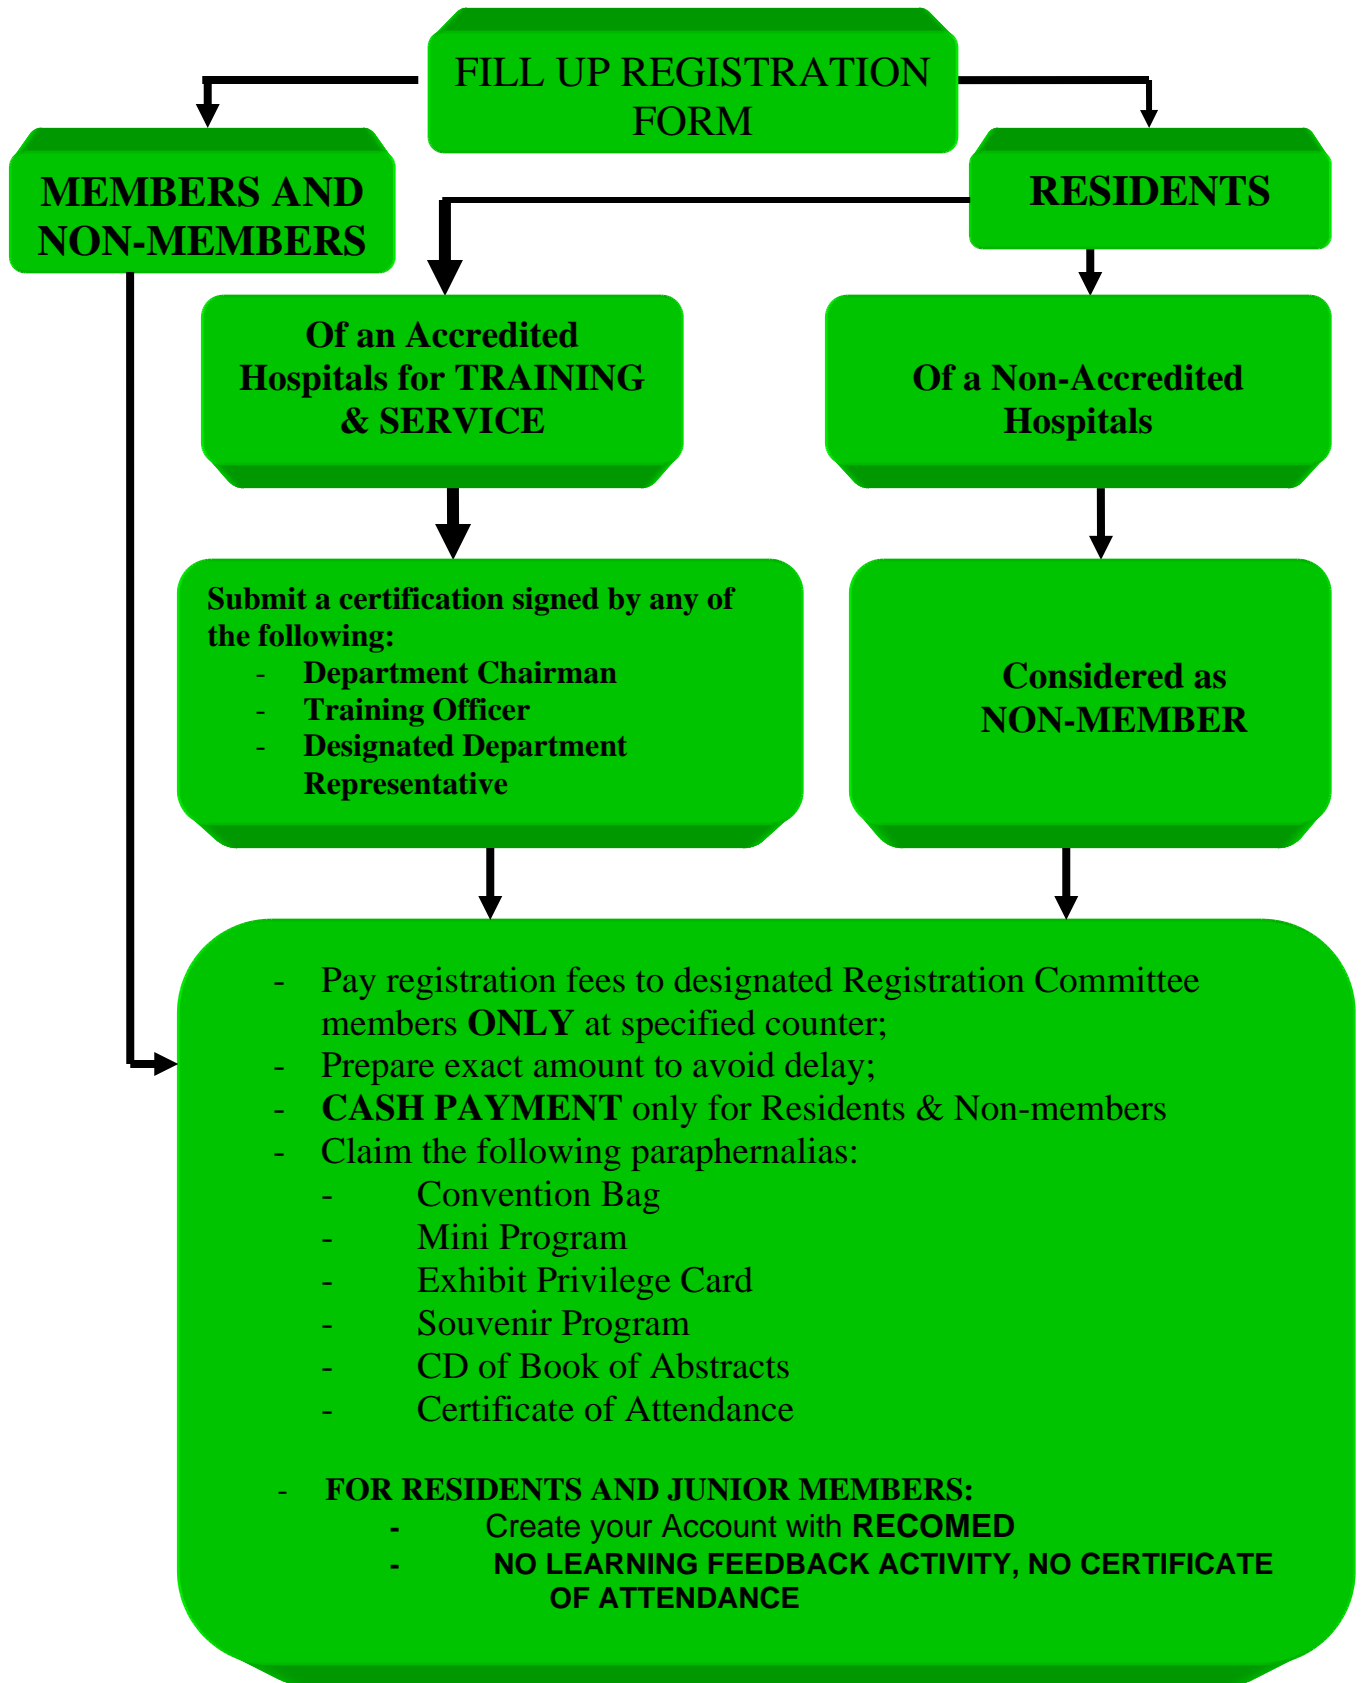 FILL UP REGISTRATION
FORM
MEMBERS AND
NON-MEMBERS
RESIDENTS
Of an Accredited
Hospitals for TRAINING
& SERVICE
Of a Non-Accredited
Hospitals
Submit a certification signed by any of
the following:
- Department Chairman
- Training Officer
- Designated Department
Representative
Considered as
NON-MEMBER
- Pay registration fees to designated Registration Committee
members ONLY at specified counter;
- Prepare exact amount to avoid delay;
- CASH PAYMENT only for Residents & Non-members
- Claim the following paraphernalias:
- Convention Bag
- Mini Program
- Exhibit Privilege Card
- Souvenir Program
- CD of Book of Abstracts
- Certificate of Attendance
- FOR RESIDENTS AND JUNIOR MEMBERS:
- Create your Account with RECOMED
- NO LEARNING FEEDBACK ACTIVITY, NO CERTIFICATE
OF ATTENDANCE